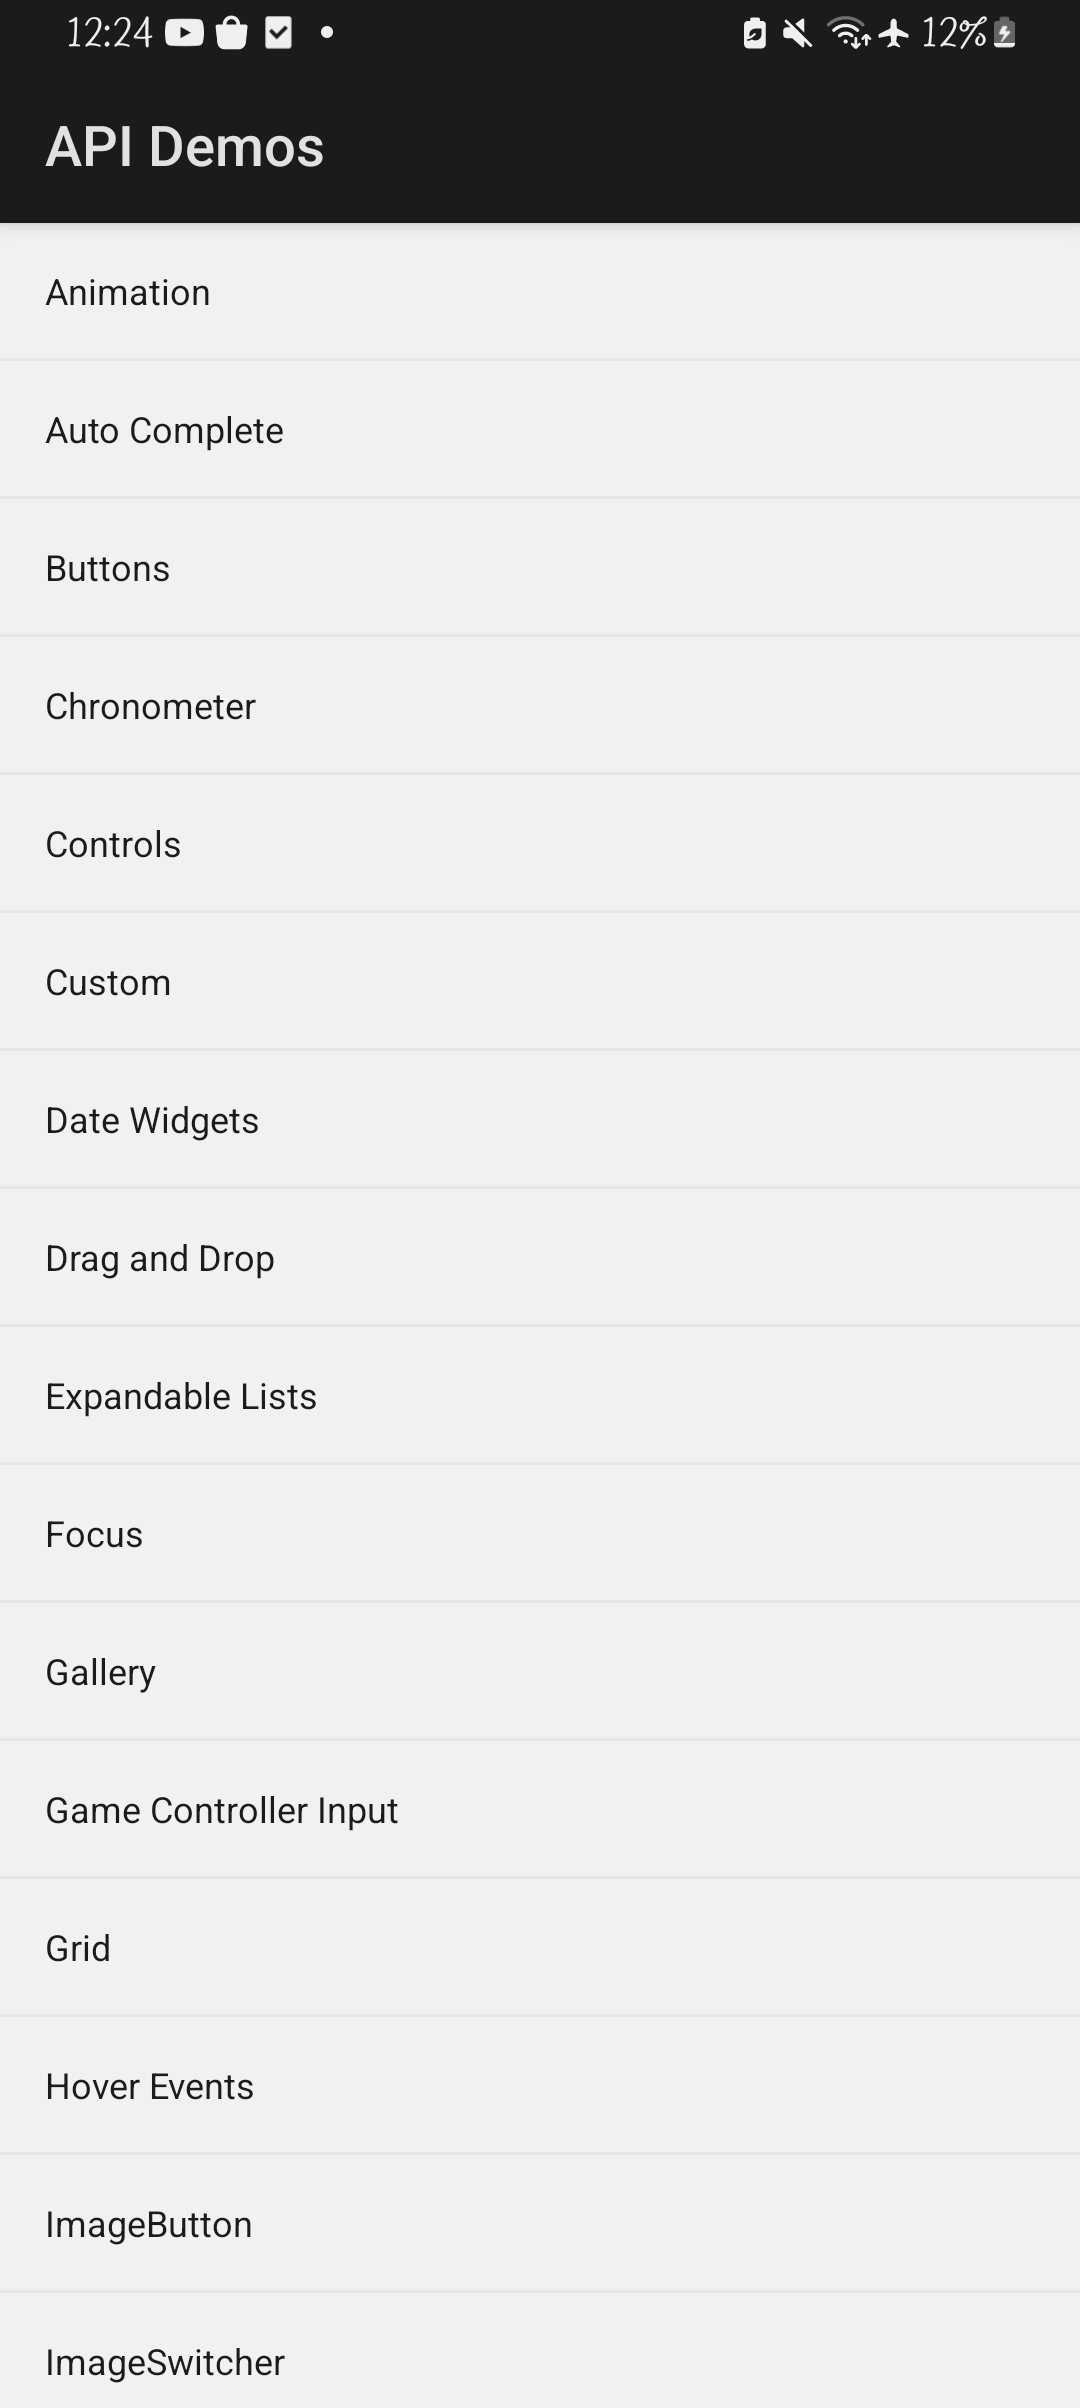 12:24 12%
API Demos
Animation
Auto Complete
Buttons
Chronometer
Controls
Custom
Date Widgets
Drag and Drop
Expandable Lists
Focus
Gallery
Game Controller Input
Grid
Hover Events
ImageButton
ImageSwitcher